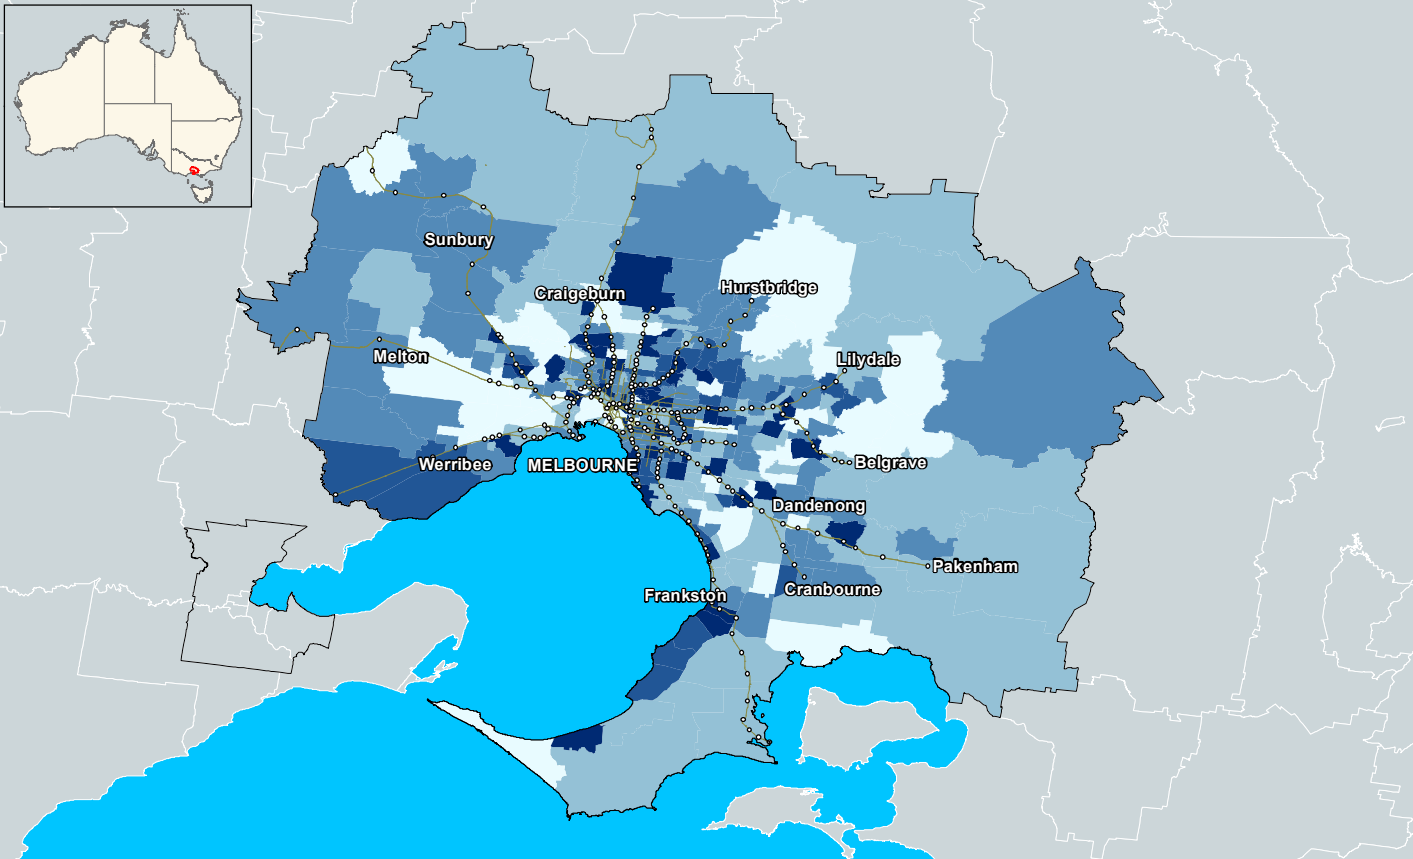 Sunbury
Hurstbridge
Craigeburn
Melton
Lilydale
Werribee
MELBOURNE
Belgrave
Dandenong
Pakenham
Cranbourne
Frankston